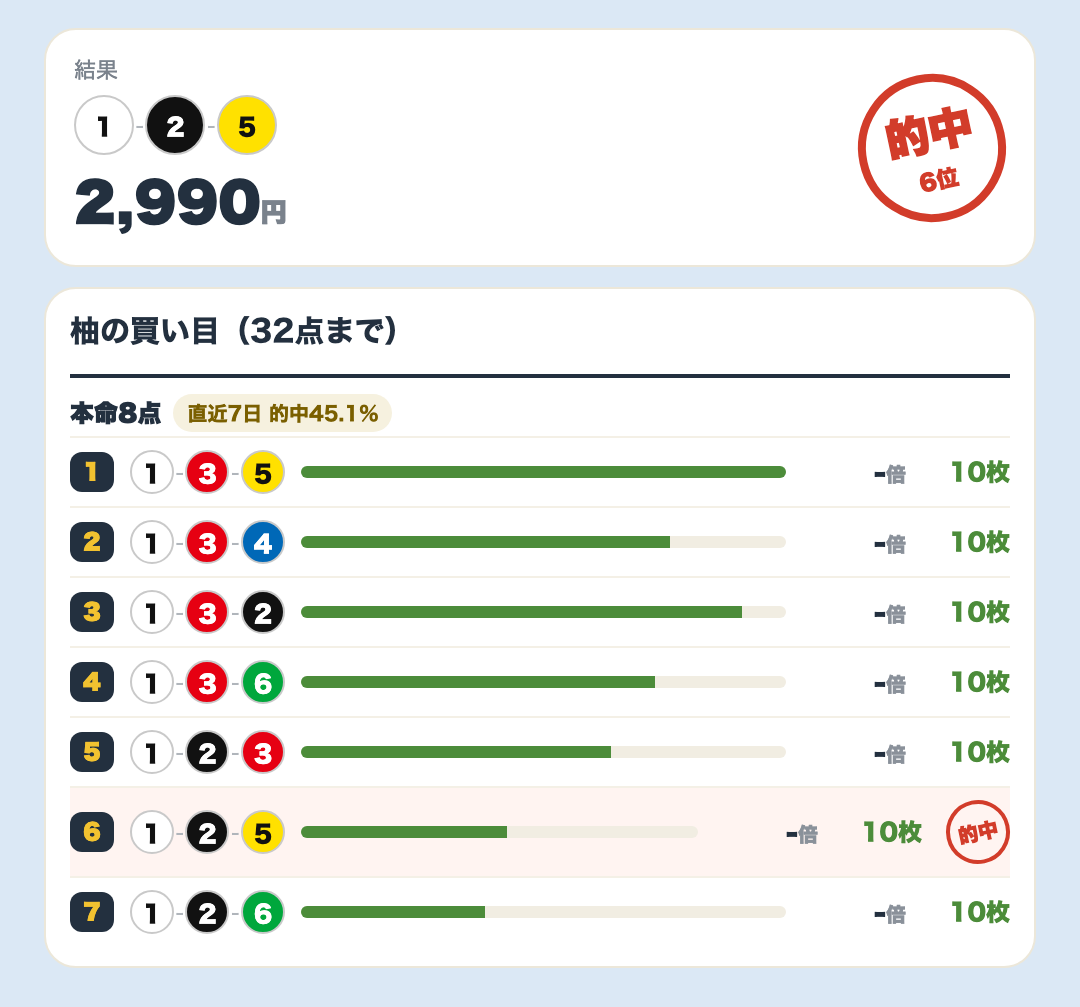 結果
1-2-5
2,990円
的中
6位
柚の買い目（32点まで）
本命8点 直近7日 的中45.1%
1 1-3-5 -倍 10枚
2 1-3-4 -倍 10枚
3 1-3-2 -倍 10枚
4 1-3-6 -倍 10枚
5 1-2-3 -倍 10枚
6 1-2-5 -倍 10枚 的中
7 1-2-6 -倍 10枚